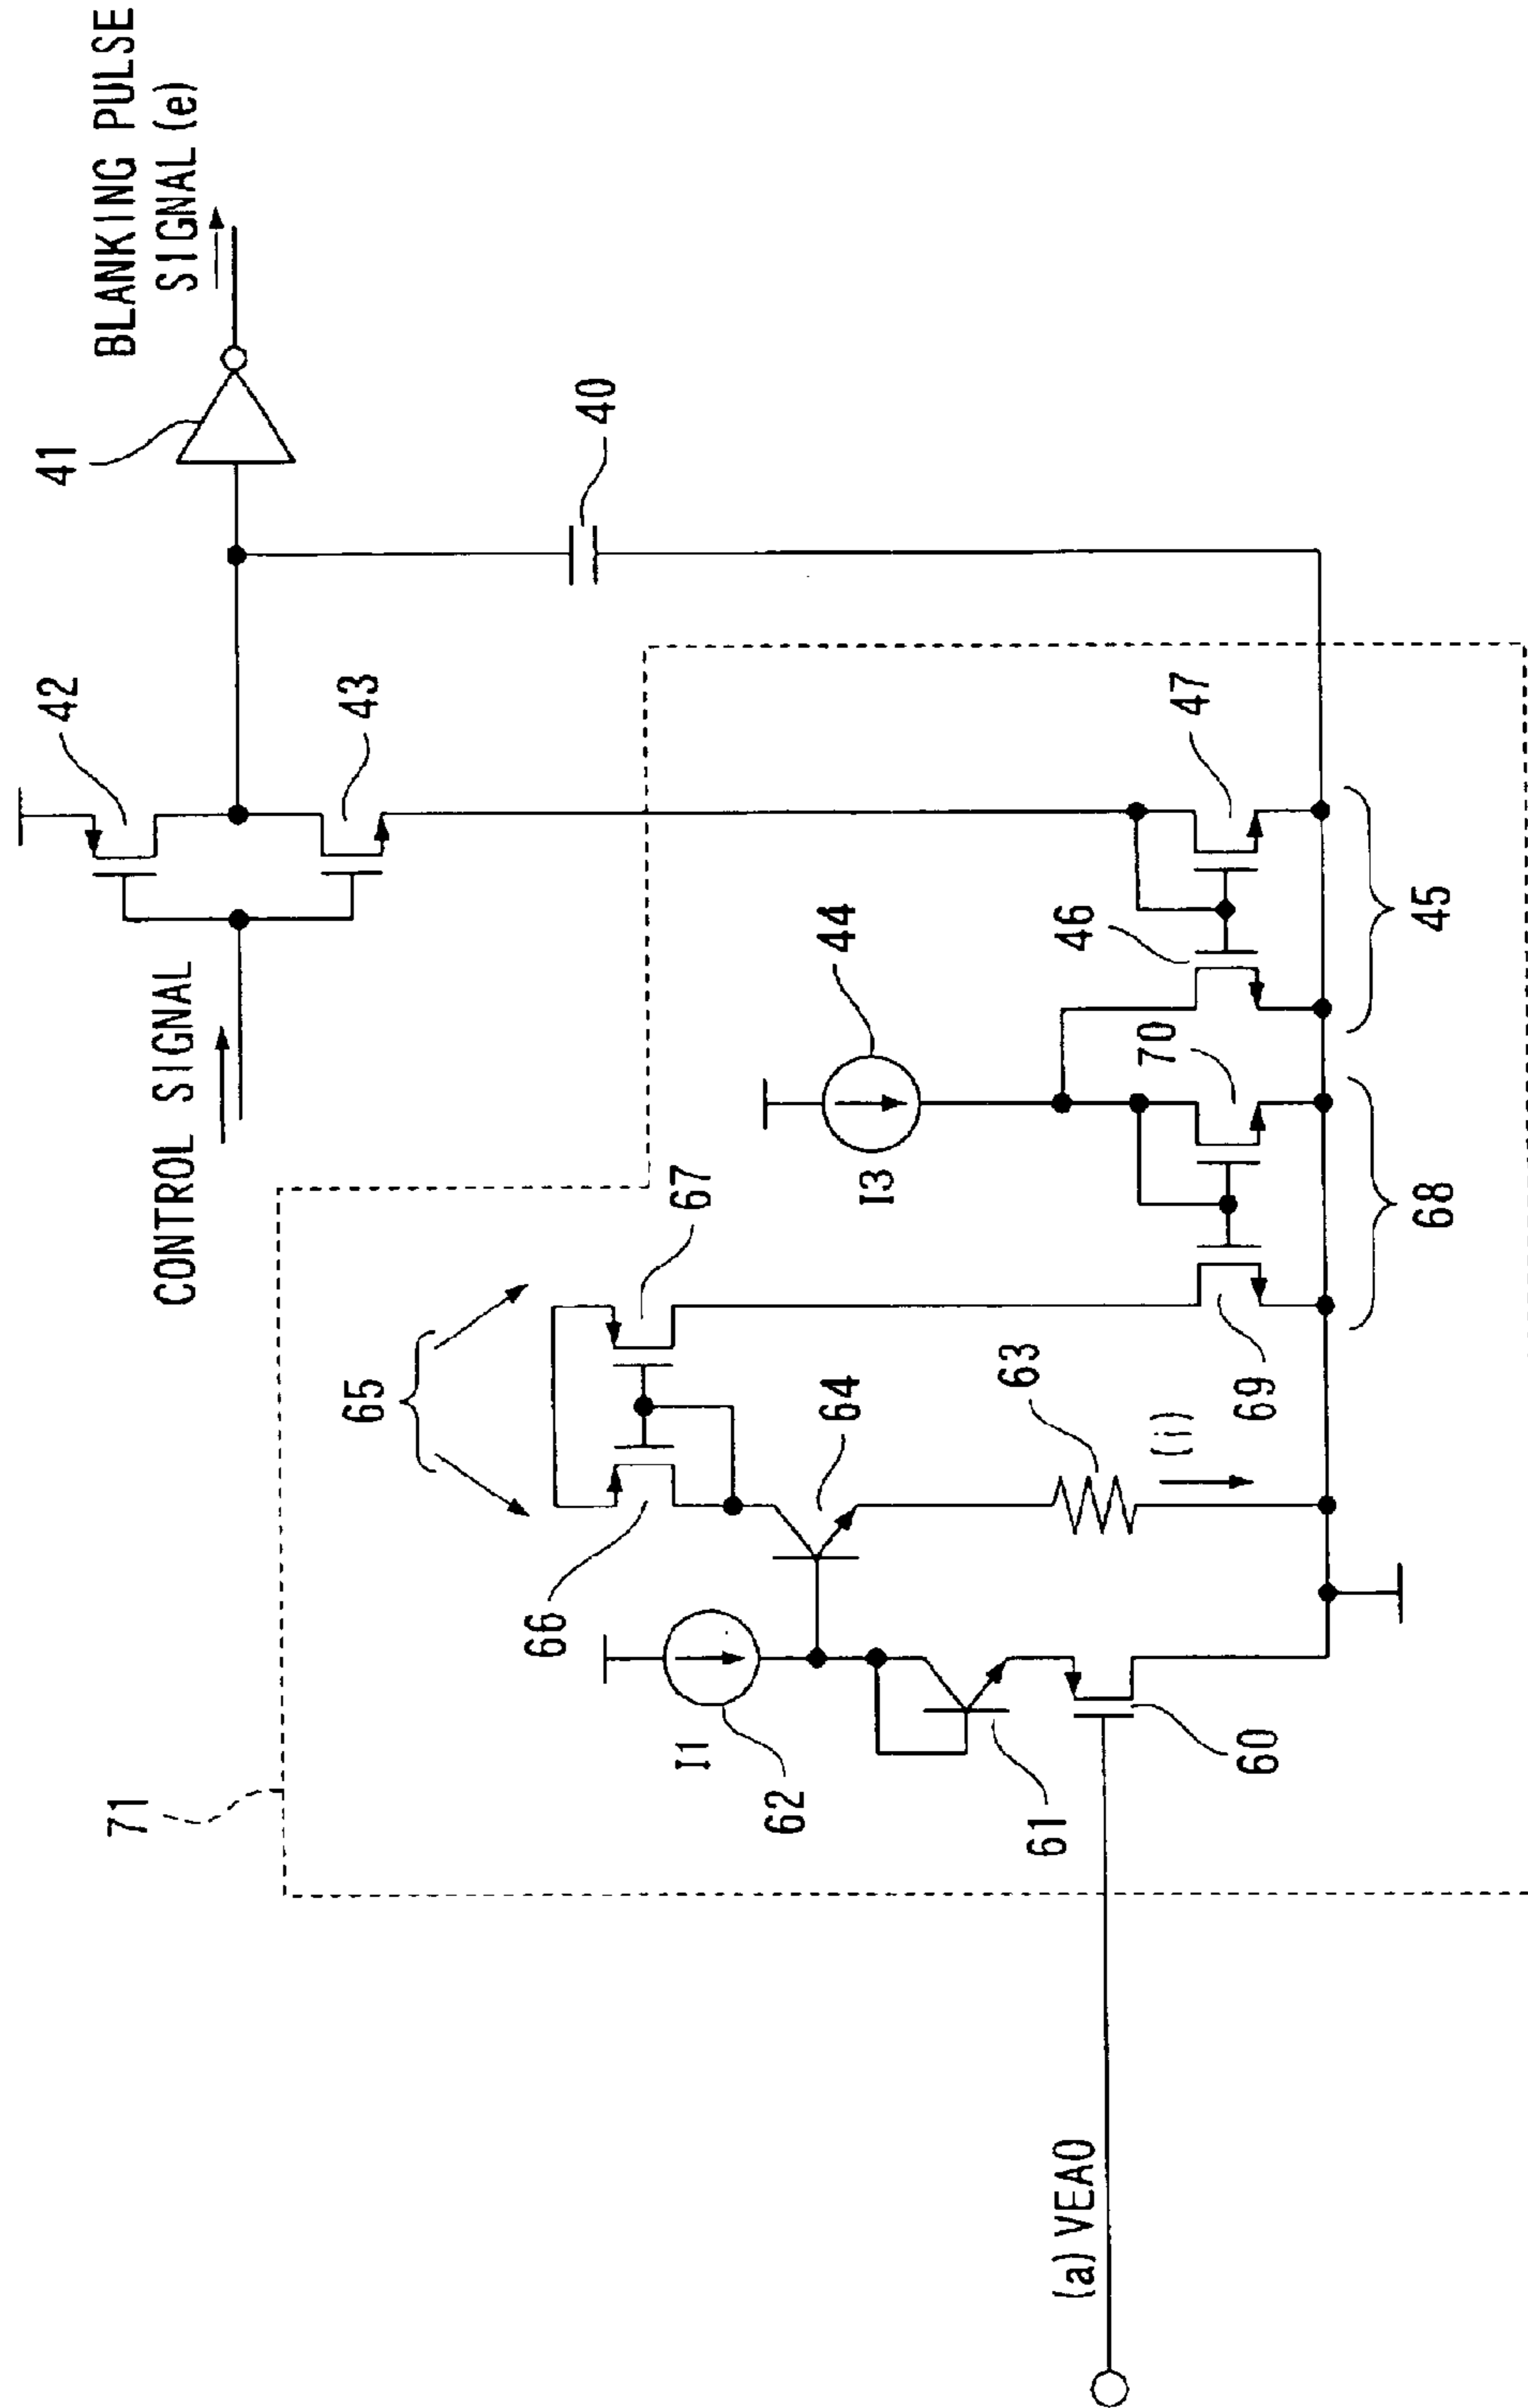 BLANKING PULSE
SIGNAL(e)
41
40
42
43
CONTROL SIGNAL
47
46
45
44
I3
70
68
67
65
66
64
63
(i)
69
I1
62
61
60
71
(a) VEAO